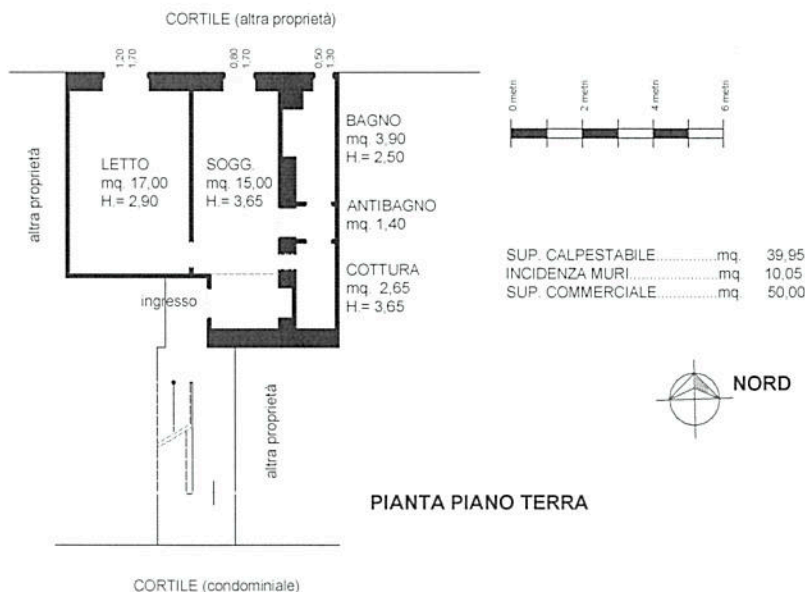 CORTILE (altra proprietà)
1,20
1,70
0,80
1,70
0,50
1,30
0 metri
2 metri
4 metri
6 metri
altra proprietà
LETTO
mq. 17,00
H.= 2,90
SOGG.
mq. 15,00
H.= 3,65
BAGNO
mq. 3,90
H.= 2,50
ANTIBAGNO
mq. 1,40
COTTURA
mq. 2,65
H.= 3,65
SUP. CALPESTABILE..............mq. 39,95
INCIDENZA MURI.....................mq. 10,05
SUP. COMMERCIALE..............mq 50,00
ingresso
altra proprietà
NORD
PIANTA PIANO TERRA
CORTILE (condominiale)